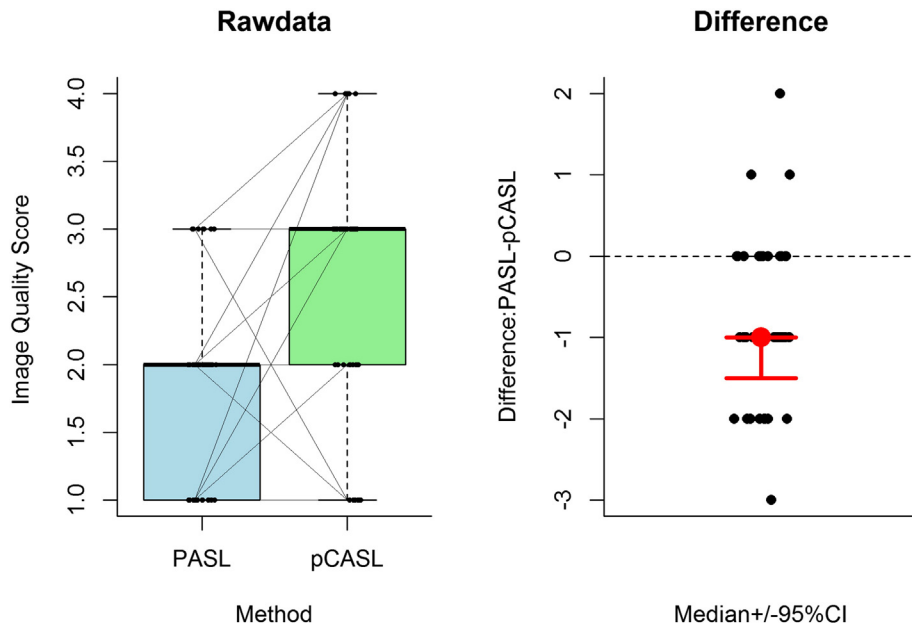 Rawdata
Image Quality Score
4.0
3.5
3.0
2.5
2.0
1.5
1.0
PASL pCASL
Method
Difference
Difference:PASL-pCASL
2
1
0
-1
-2
-3
Median+/-95%CI